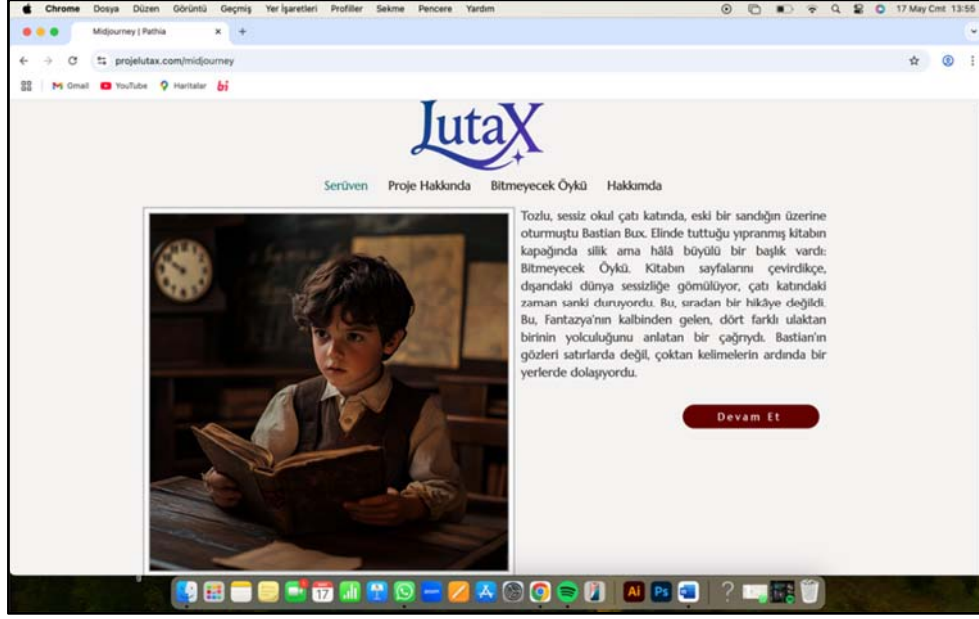 Chrome Dosya Düzen Görüntü Geçmiş Yer İşaretleri Profiller Sekme Pencere Yardım 17 May Cmt 13:55
Midjourney | Pathia
projelutax.com/midjourney
Gmail YouTube Haritalar bi
LutaX
Serüven Proje Hakkında Bitmeyecek Öykü Hakkımda
Tozlu, sessiz okul çatı katında, eski bir sandığın üzerine
oturmuştu Bastian Bux. Elinde tuttuğu yıpranmış kitabın
kapağında silik ama hâlâ büyülü bir başlık vardı:
Bitmeyecek Öykü. Kitabın sayfalarını çevirdikçe,
dışarıdaki dünya sessizliğe gömülüyor, çatı katındaki
zaman sanki duruyordu. Bu, sıradan bir hikâye değildi.
Bu, Fantazya'nın kalbinden gelen, dört farklı ulaktan
birinin yolculuğunu anlatan bir çağrıydı. Bastian'ın
gözleri satırlarda değil, çoktan kelimelerin ardında bir
yerlerde dolaşıyordu.
Devam Et
17
Ai Ps